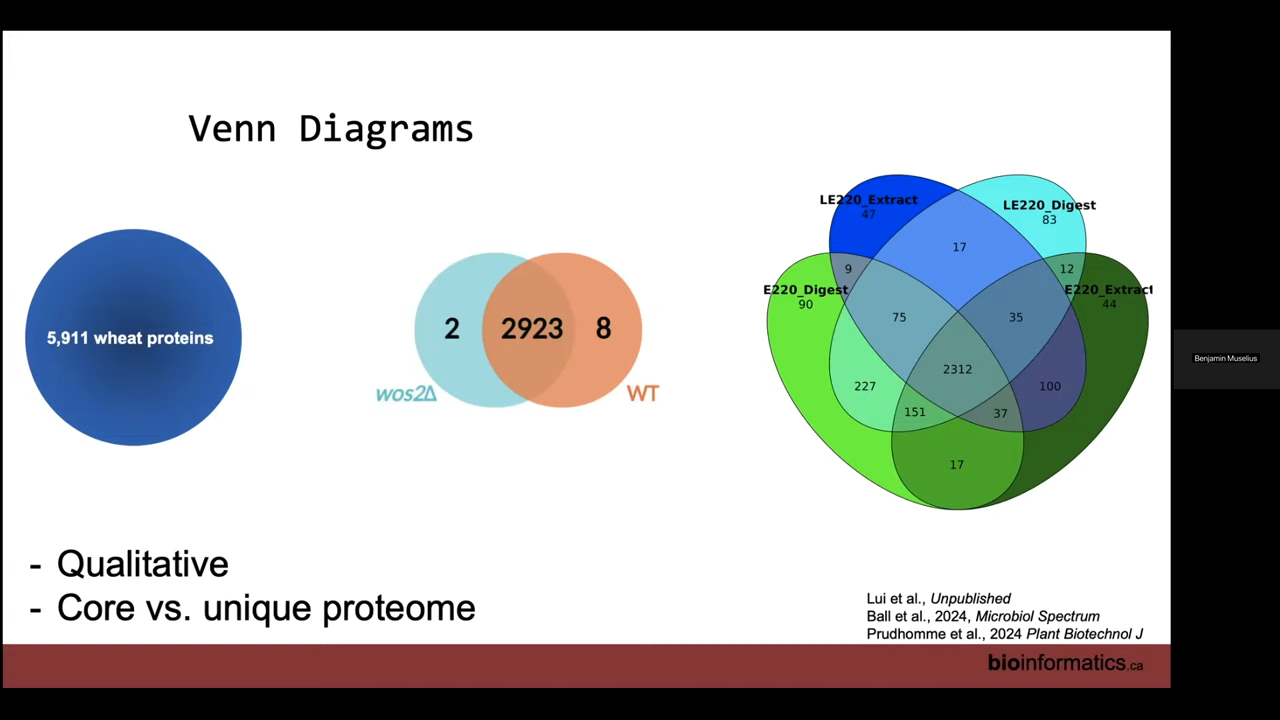 Venn Diagrams
5,911 wheat proteins
2
2923
8
wos2Δ
WT
LE220_Extract
47
LE220_Digest
83
17
9
12
E220_Digest
90
E220_Extract
44
75
35
2312
227
100
151
37
17
- Qualitative
- Core vs. unique proteome
Lui et al., Unpublished
Ball et al., 2024, Microbiol Spectrum
Prudhomme et al., 2024 Plant Biotechnol J
bioinformatics.ca
Benjamin Muselius